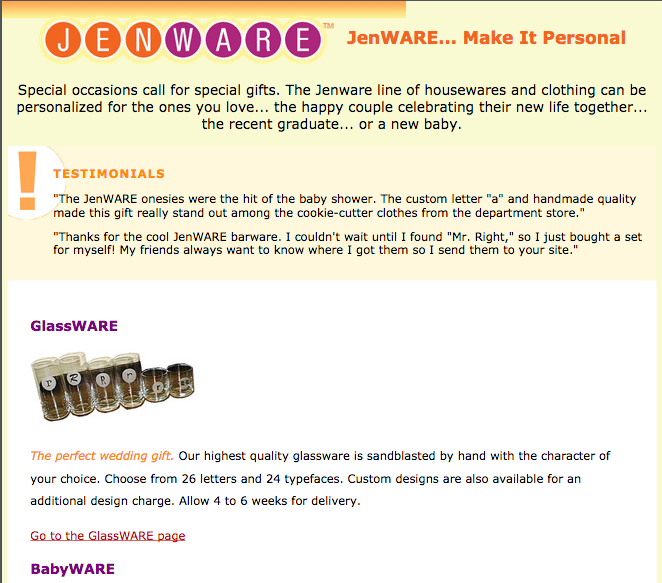 JENWARE™ JenWARE... Make It Personal
Special occasions call for special gifts. The Jenware line of housewares and clothing can be
personalized for the ones you love... the happy couple celebrating their new life together...
the recent graduate... or a new baby.
!
TESTIMONIALS
"The JenWARE onesies were the hit of the baby shower. The custom letter "a" and handmade quality
made this gift really stand out among the cookie-cutter clothes from the department store."
"Thanks for the cool JenWARE barware. I couldn't wait until I found "Mr. Right," so I just bought a set
for myself! My friends always want to know where I got them so I send them to your site."
GlassWARE
r R R r r
The perfect wedding gift. Our highest quality glassware is sandblasted by hand with the character of
your choice. Choose from 26 letters and 24 typefaces. Custom designs are also available for an
additional design charge. Allow 4 to 6 weeks for delivery.
Go to the GlassWARE page
BabyWARE